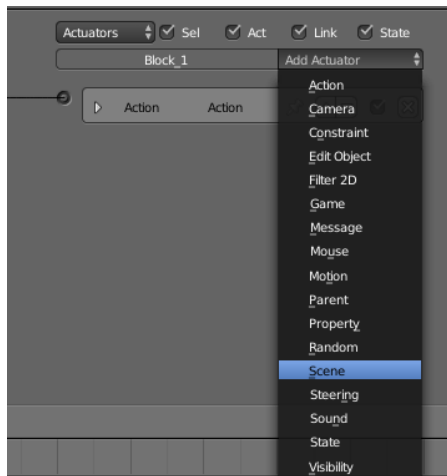 Actuators Sel Act Link State
Block_1 Add Actuator
Action
Action Action
Camera
Constraint
Edit Object
Filter 2D
Game
Message
Mouse
Motion
Parent
Property
Random
Scene
Steering
Sound
State
Visibility